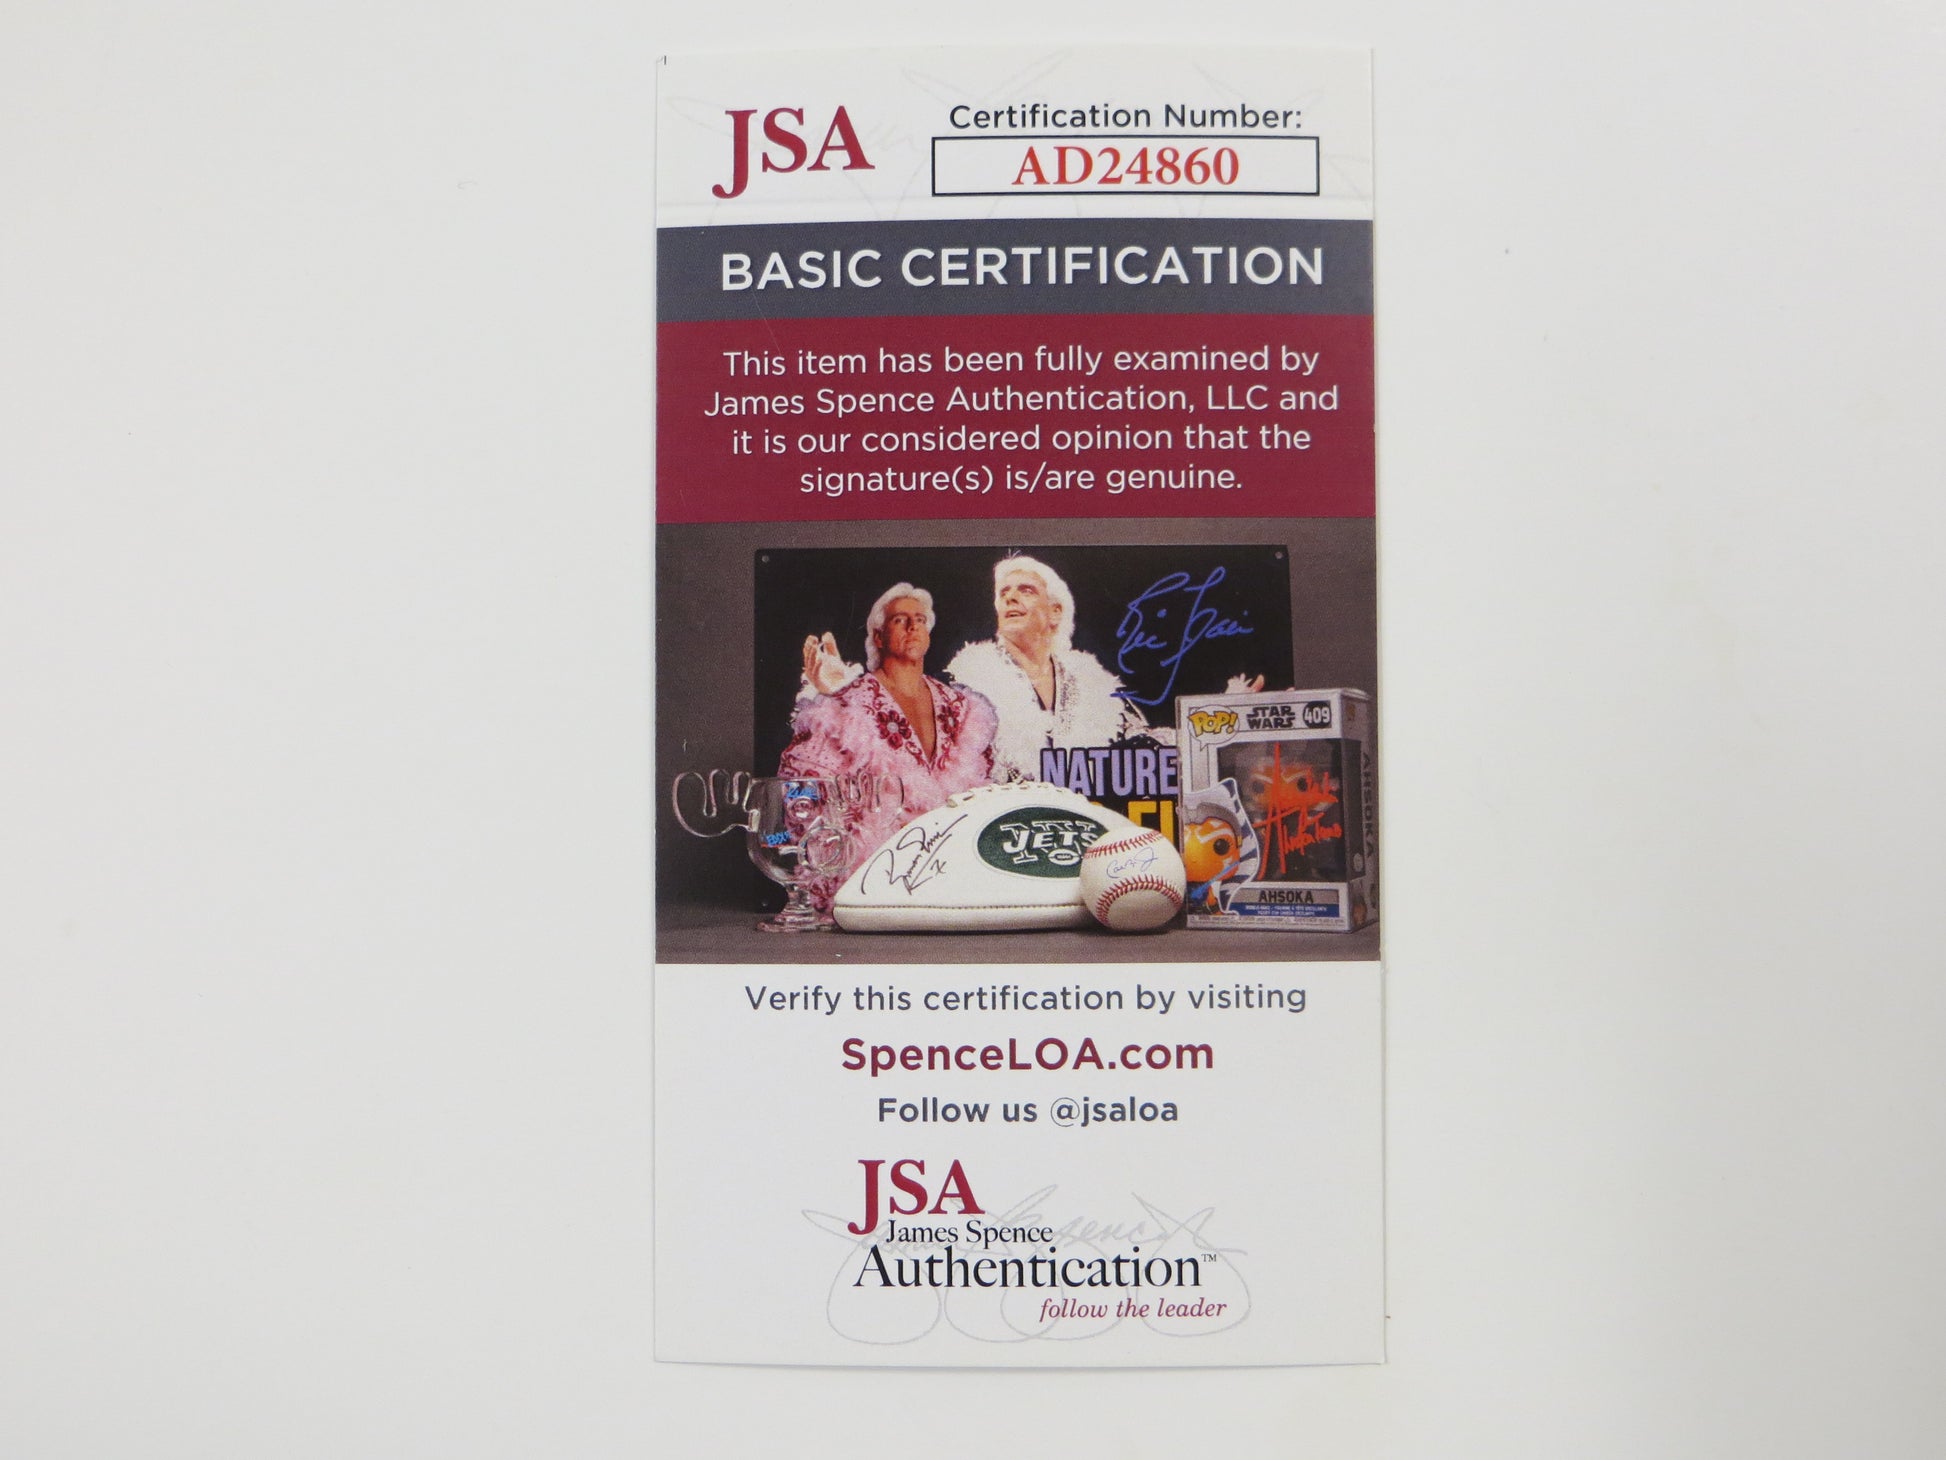 JSA
Certification Number:
AD24860
BASIC CERTIFICATION
This item has been fully examined by
James Spence Authentication, LLC and
it is our considered opinion that the
signature(s) is/are genuine.
NATURE
POP!
STAR
WARS
409
JETS
AHSOKA
AHSOKA
Verify this certification by visiting
SpenceLOA.com
Follow us @jsaloa
JSA
James Spence
Authentication™
follow the leader